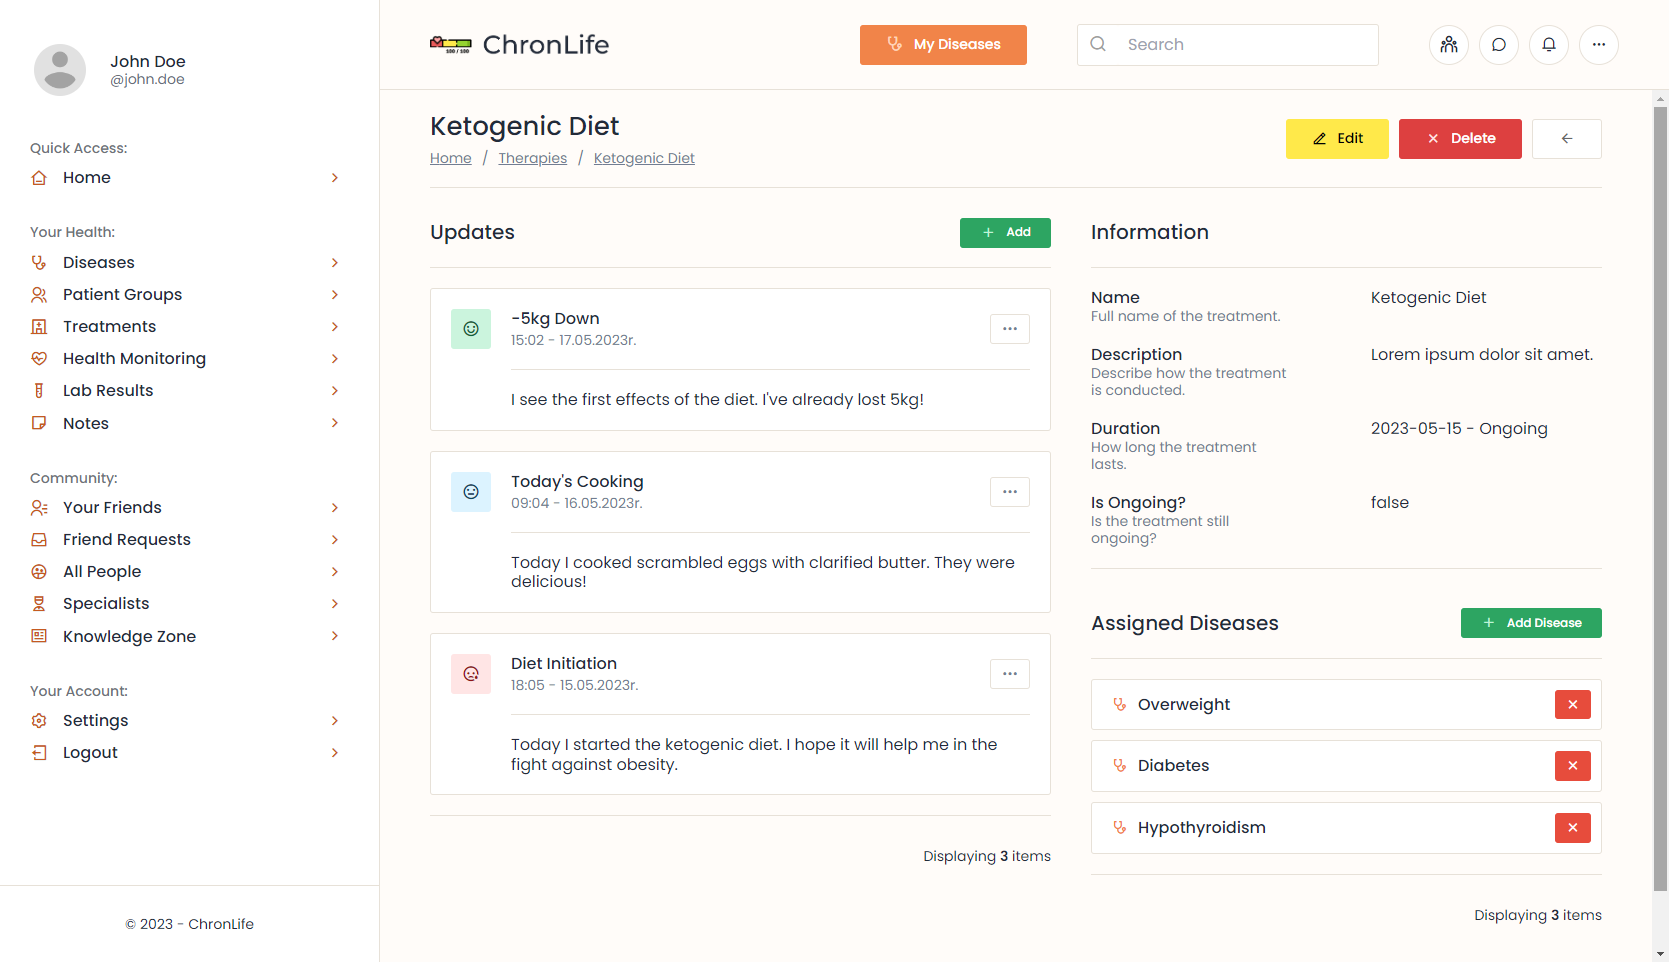 John Doe
@john.doe
Quick Access:
Home
Your Health:
Diseases
Patient Groups
Treatments
Health Monitoring
Lab Results
Notes
Community:
Your Friends
Friend Requests
All People
Specialists
Knowledge Zone
Your Account:
Settings
Logout
© 2023 - ChronLife
100 / 100
ChronLife
My Diseases
Search
Ketogenic Diet
Home / Therapies / Ketogenic Diet
Edit
Delete
Updates
Add
-5kg Down
15:02 - 17.05.2023r.
I see the first effects of the diet. I've already lost 5kg!
Today's Cooking
09:04 - 16.05.2023r.
Today I cooked scrambled eggs with clarified butter. They were
delicious!
Diet Initiation
18:05 - 15.05.2023r.
Today I started the ketogenic diet. I hope it will help me in the
fight against obesity.
Displaying 3 items
Information
Name
Full name of the treatment.
Ketogenic Diet
Description
Describe how the treatment
is conducted.
Lorem ipsum dolor sit amet.
Duration
How long the treatment
lasts.
2023-05-15 - Ongoing
Is Ongoing?
Is the treatment still
ongoing?
false
Assigned Diseases
Add Disease
Overweight
Diabetes
Hypothyroidism
Displaying 3 items